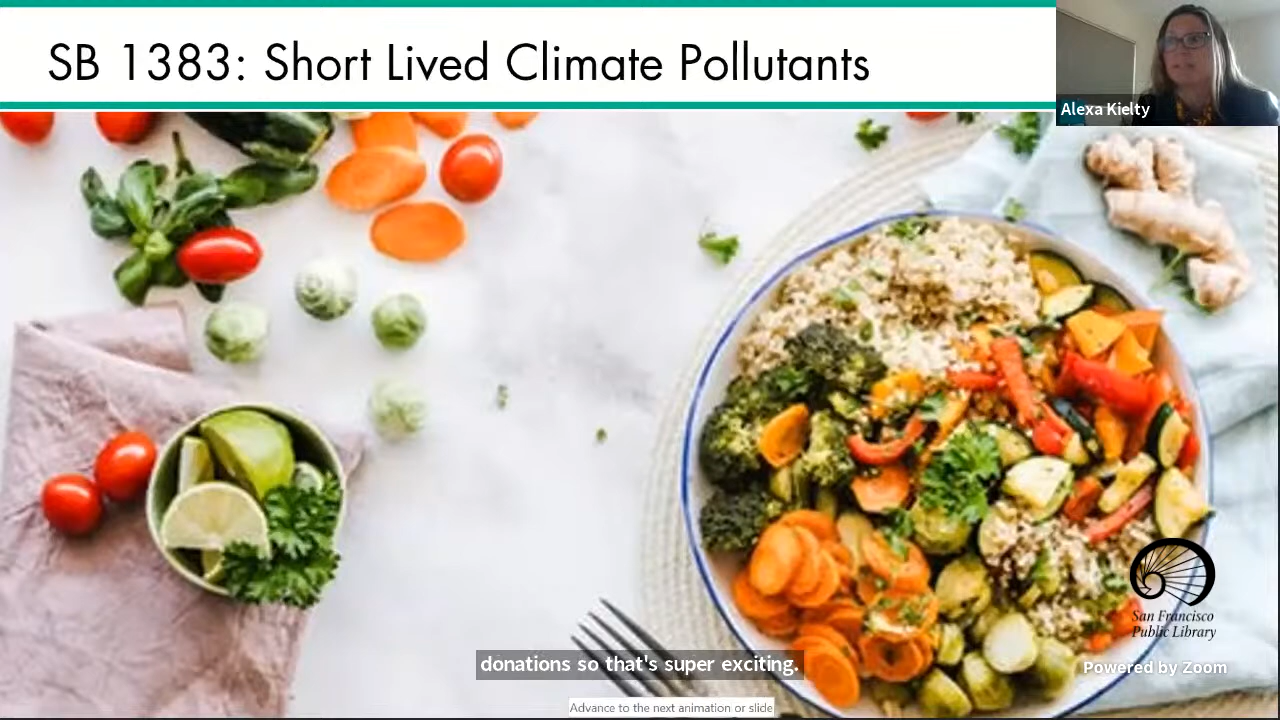 SB 1383: Short Lived Climate Pollutants
Alexa Kielty
San Francisco
Public Library
donations so that's super exciting.
Powered by Zoom
Advance to the next animation or slide